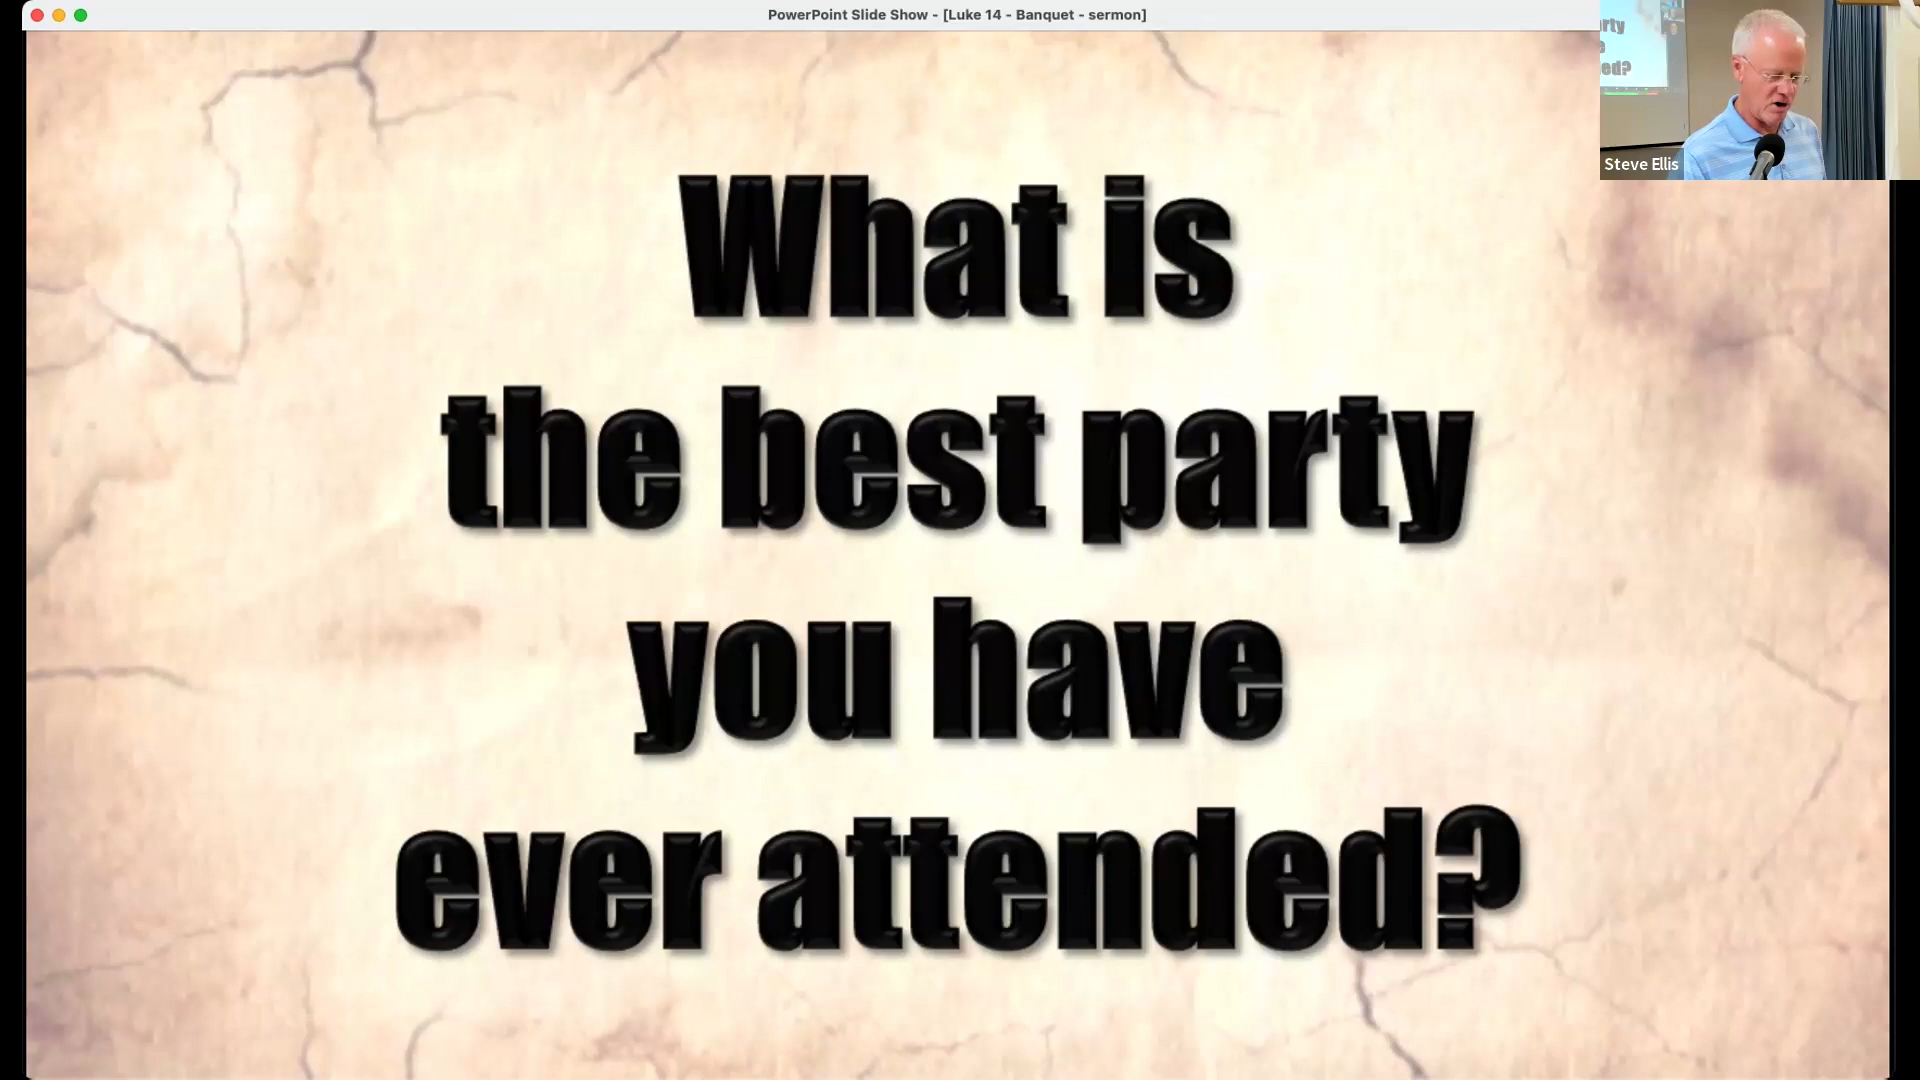 PowerPoint Slide Show - [Luke 14 - Banquet - sermon]
What is
the best party
you have
ever attended?
Steve Ellis